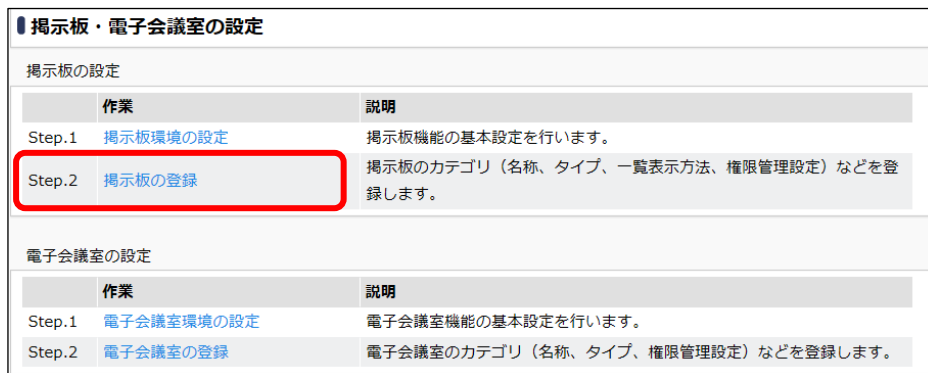 掲示板・電子会議室の設定
掲示板の設定
作業 説明
Step.1 掲示板環境の設定 掲示板機能の基本設定を行います。
Step.2 掲示板の登録 掲示板のカテゴリ（名称、タイプ、一覧表示方法、権限管理設定）などを登
録します。
電子会議室の設定
作業 説明
Step.1 電子会議室環境の設定 電子会議室機能の基本設定を行います。
Step.2 電子会議室の登録 電子会議室のカテゴリ（名称、タイプ、権限管理設定）などを登録します。